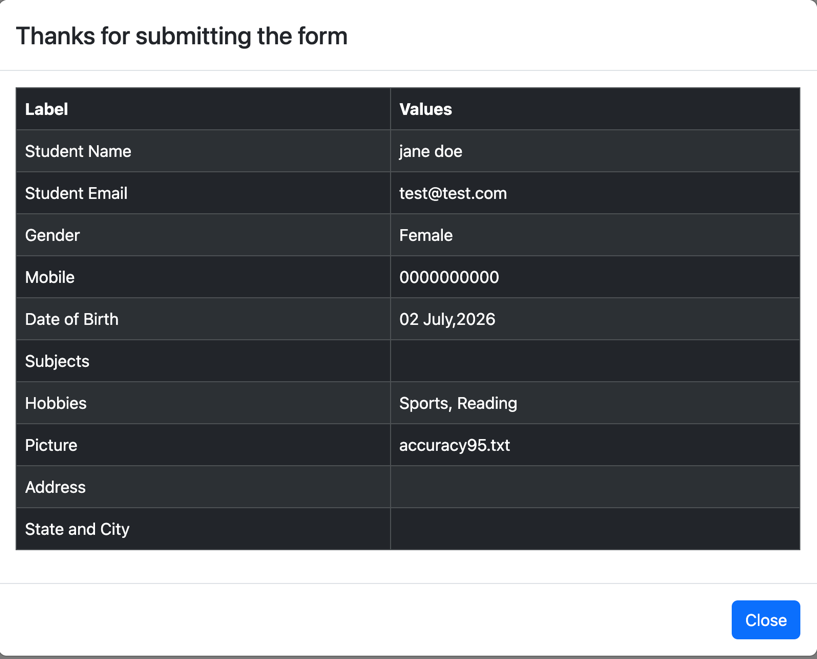 Thanks for submitting the form
Label Values
Student Name jane doe
Student Email test@test.com
Gender Female
Mobile 0000000000
Date of Birth 02 July,2026
Subjects
Hobbies Sports, Reading
Picture accuracy95.txt
Address
State and City
Close